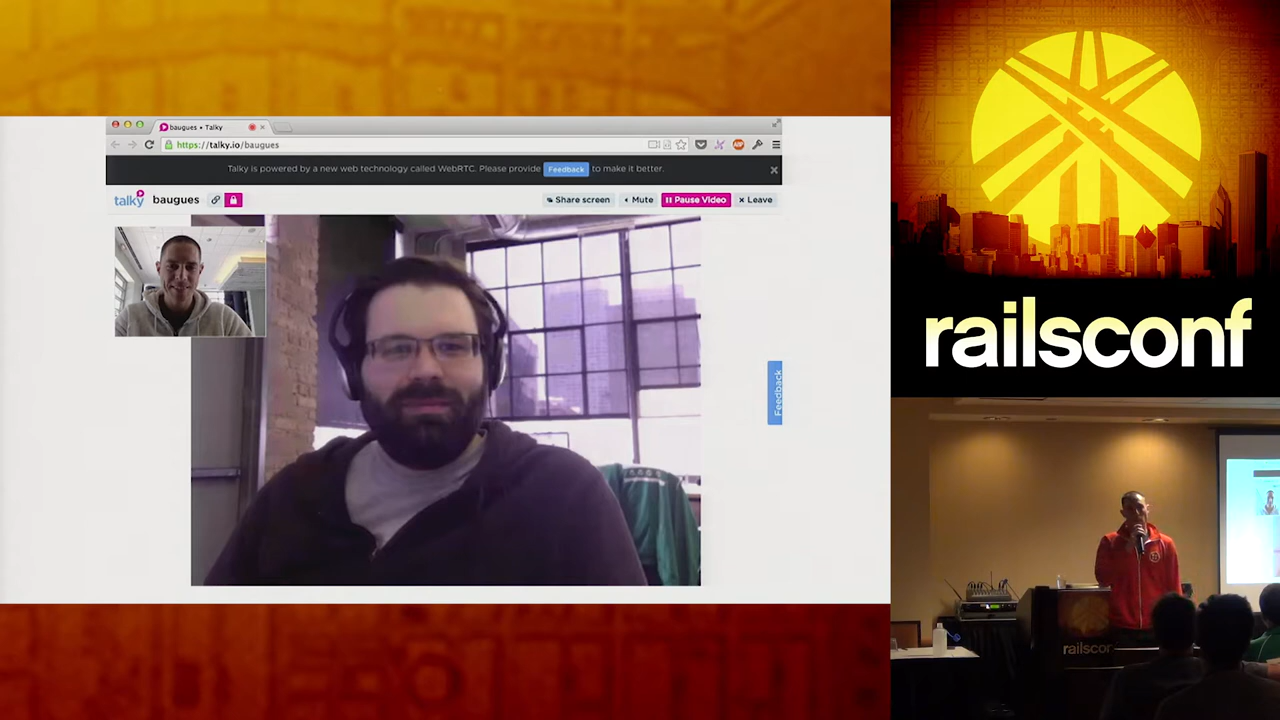 baugues • Talky
https://talky.io/baugues
Talky is powered by a new web technology called WebRTC. Please provide Feedback to make it better.
talky baugues Share screen Mute Pause Video Leave
Feedback
railsconf
railscon